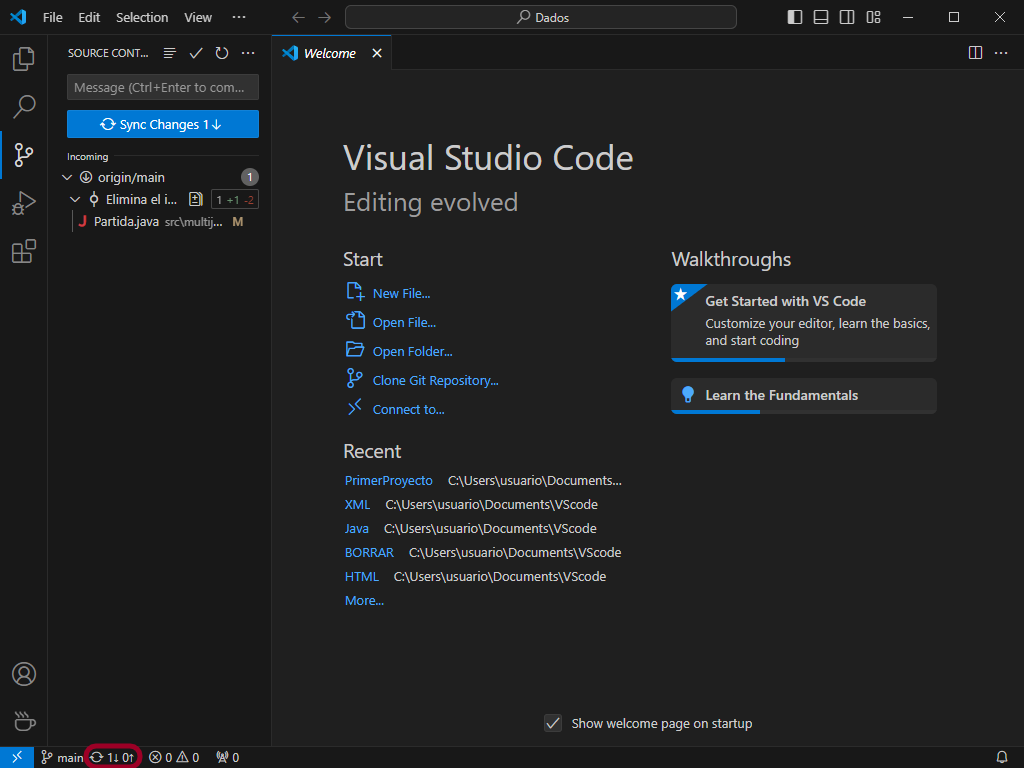 File Edit Selection View ··· Dados
SOURCE CONT...
Welcome
Message (Ctrl+Enter to com...
Sync Changes 1↓
Incoming
origin/main 1
Elimina el i... 1 +1 -2
J Partida.java src\multij... M
Visual Studio Code
Editing evolved
Start
New File...
Open File...
Open Folder...
Clone Git Repository...
Connect to...
Recent
PrimerProyecto C:\Users\usuario\Documents...
XML C:\Users\usuario\Documents\VScode
Java C:\Users\usuario\Documents\VScode
BORRAR C:\Users\usuario\Documents\VScode
HTML C:\Users\usuario\Documents\VScode
More...
Walkthroughs
Get Started with VS Code
Customize your editor, learn the basics,
and start coding
Learn the Fundamentals
Show welcome page on startup
main 1↓ 0↑ 0 0 0